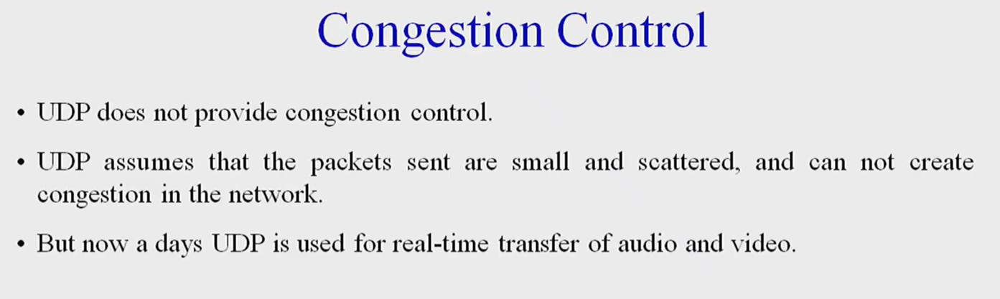 Congestion Control
• UDP does not provide congestion control.
• UDP assumes that the packets sent are small and scattered, and can not create
congestion in the network.
• But now a days UDP is used for real-time transfer of audio and video.